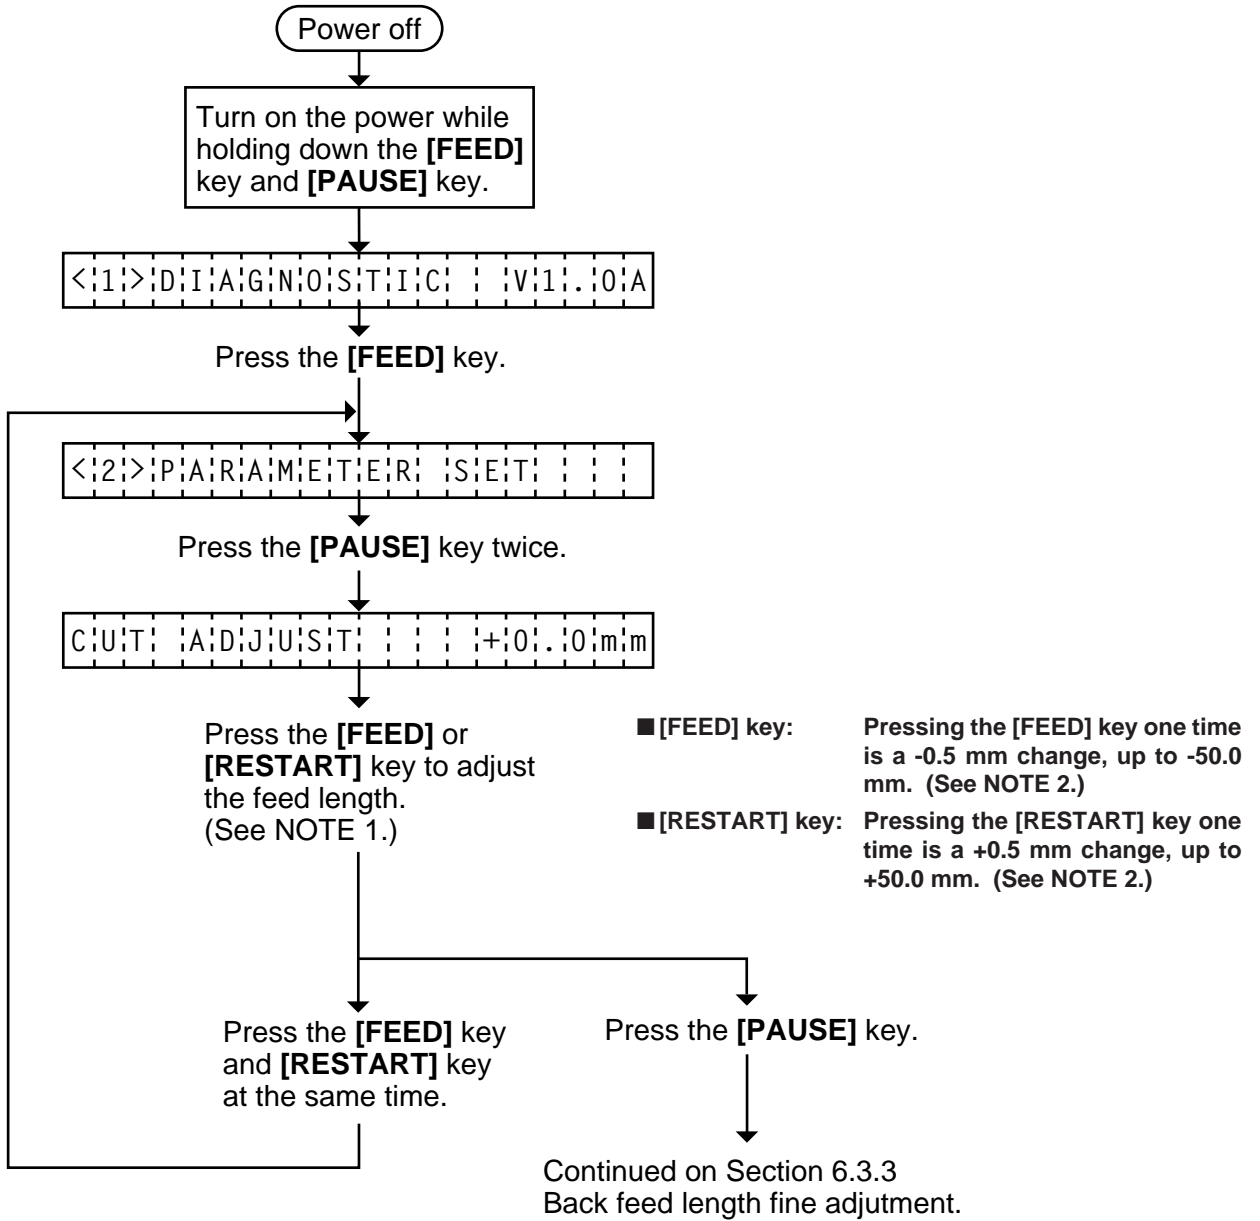 Power off
Turn on the power while
holding down the [FEED]
key and [PAUSE] key.
<1>DIAGNOSTIC  V1.0A
Press the [FEED] key.
<2>PARAMETER SET
Press the [PAUSE] key twice.
CUT ADJUST    +0.0mm
Press the [FEED] or
[RESTART] key to adjust
the feed length.
(See NOTE 1.)
■ [FEED] key: Pressing the [FEED] key one time
is a -0.5 mm change, up to -50.0
mm. (See NOTE 2.)
■ [RESTART] key: Pressing the [RESTART] key one
time is a +0.5 mm change, up to
+50.0 mm. (See NOTE 2.)
Press the [FEED] key
and [RESTART] key
at the same time.
Press the [PAUSE] key.
Continued on Section 6.3.3
Back feed length fine adjutment.